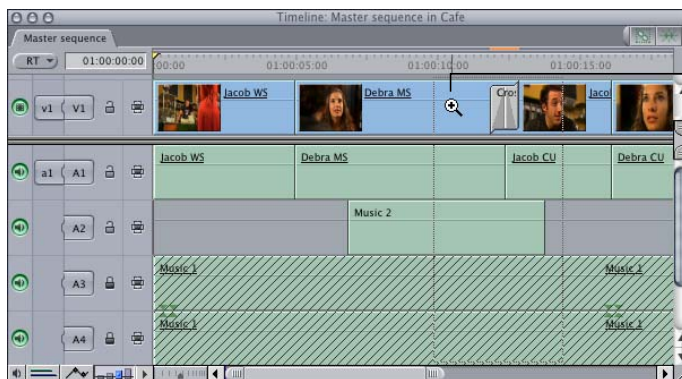 Timeline: Master sequence in Cafe
Master sequence
RT 01:00:00:00 00:00 01:00:05:00 01:00:10:00 01:00:15:00
v1 V1 Jacob WS Debra MS Cros Jacol
a1 A1 Jacob WS Debra MS Jacob CU Debra CU
A2 Music 2
A3 Music 1 Music 1
A4 Music 1 Music 1